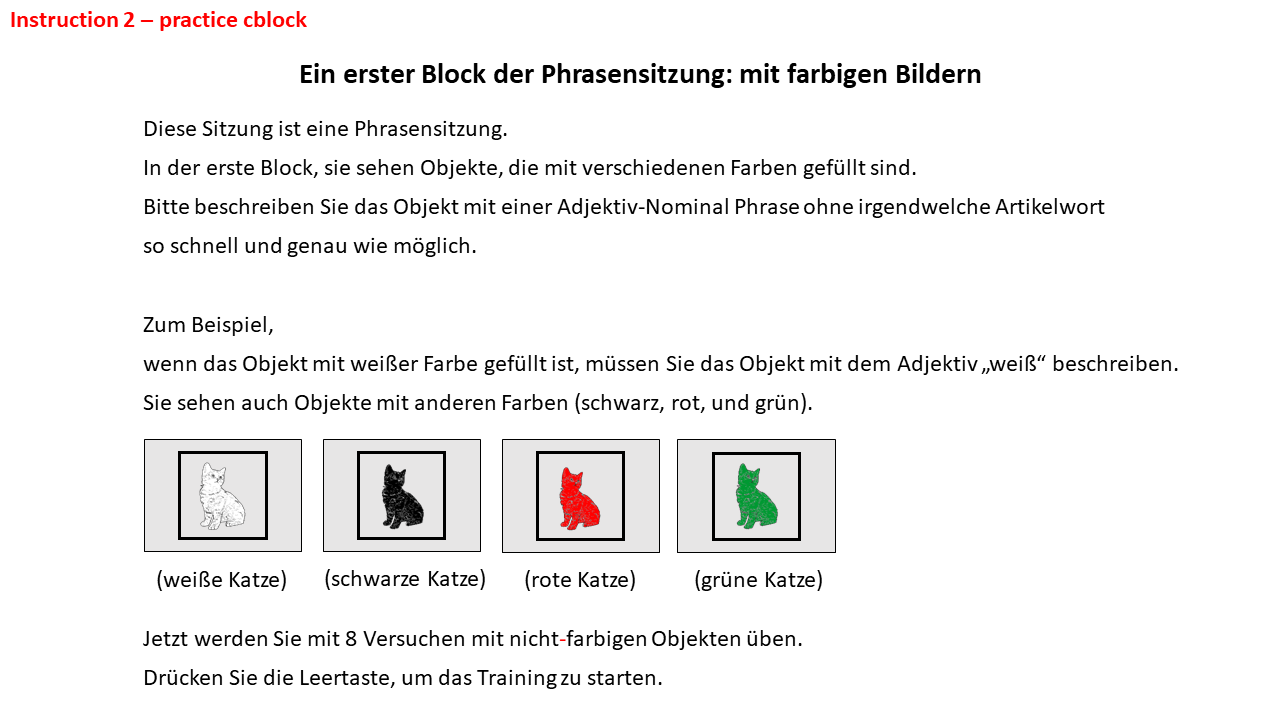 Instruction 2 – practice cblock
Ein erster Block der Phrasensitzung: mit farbigen Bildern
Diese Sitzung ist eine Phrasensitzung.
In der erste Block, sie sehen Objekte, die mit verschiedenen Farben gefüllt sind.
Bitte beschreiben Sie das Objekt mit einer Adjektiv-Nominal Phrase ohne irgendwelche Artikelwort
so schnell und genau wie möglich.
Zum Beispiel,
wenn das Objekt mit weißer Farbe gefüllt ist, müssen Sie das Objekt mit dem Adjektiv „weiß“ beschreiben.
Sie sehen auch Objekte mit anderen Farben (schwarz, rot, und grün).
(weiße Katze) (schwarze Katze) (rote Katze) (grüne Katze)
Jetzt werden Sie mit 8 Versuchen mit nicht-farbigen Objekten üben.
Drücken Sie die Leertaste, um das Training zu starten.